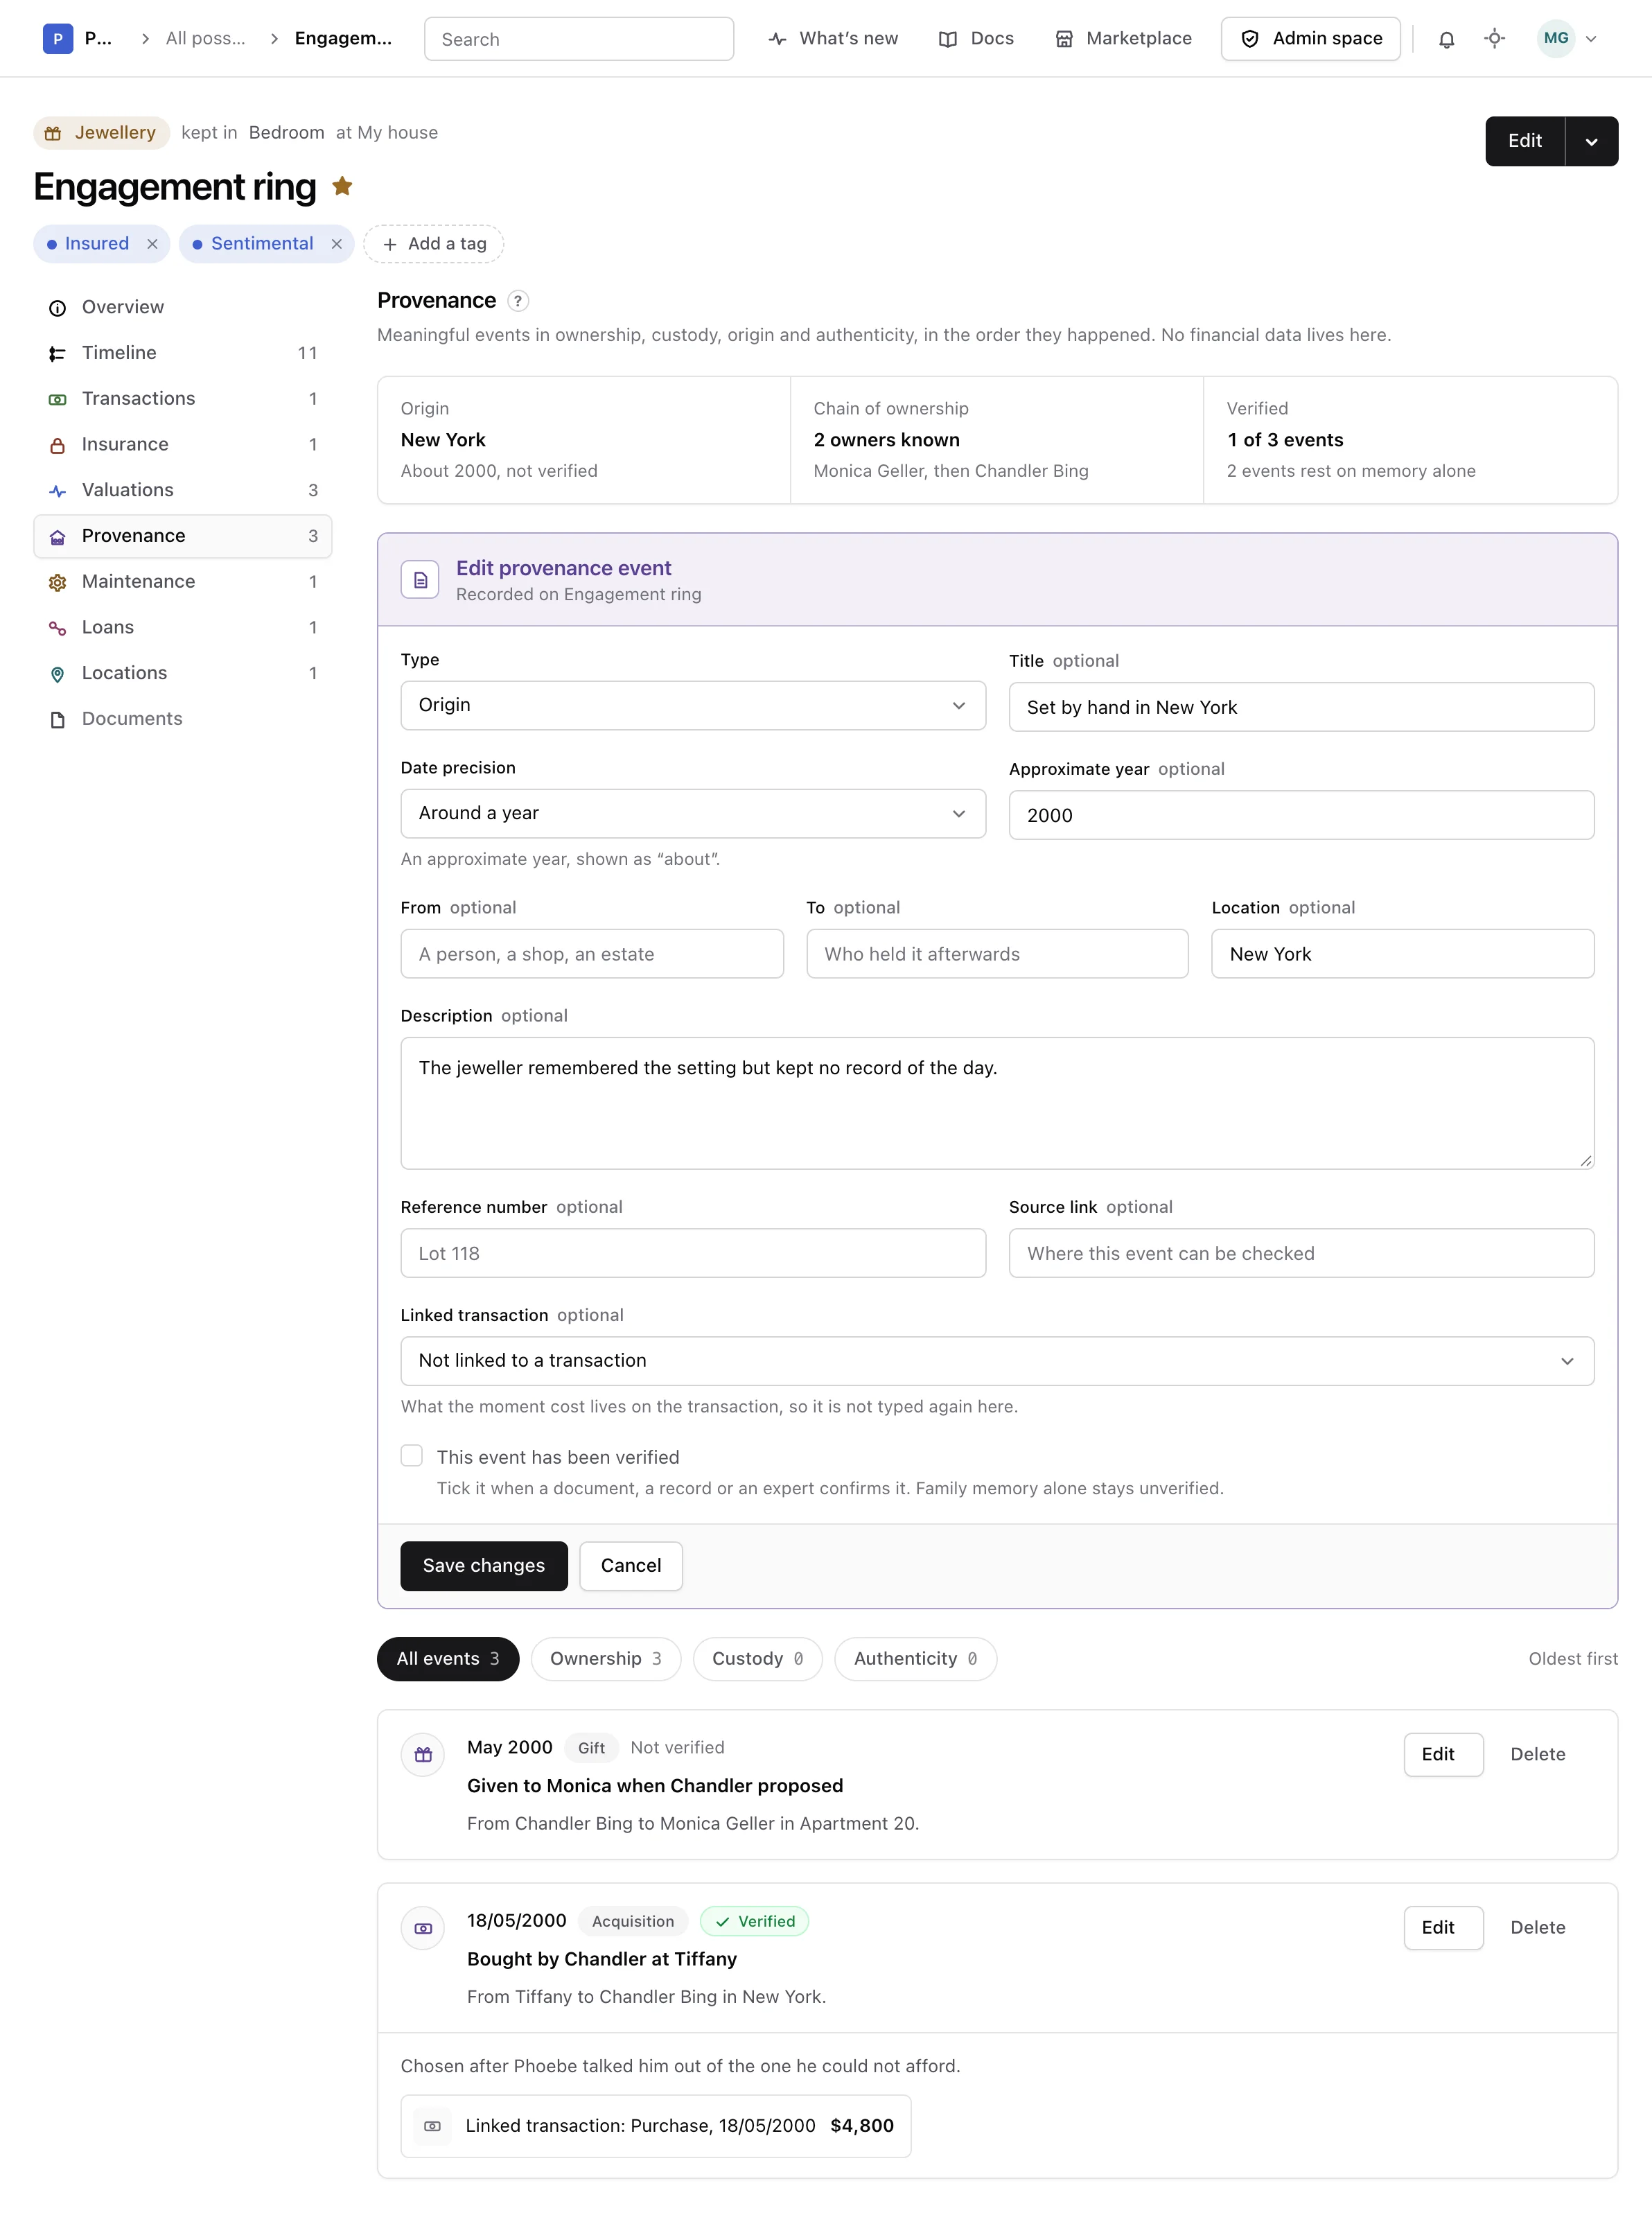 P P... > All poss... > Engagem... Search What's new Docs Marketplace Admin space MG
Jewellery kept in Bedroom at My house
Edit
Engagement ring
Insured × Sentimental × + Add a tag
Overview
Timeline 11
Transactions 1
Insurance 1
Valuations 3
Provenance 3
Maintenance 1
Loans 1
Locations 1
Documents
Provenance ?
Meaningful events in ownership, custody, origin and authenticity, in the order they happened. No financial data lives here.
Origin
New York
About 2000, not verified
Chain of ownership
2 owners known
Monica Geller, then Chandler Bing
Verified
1 of 3 events
2 events rest on memory alone
Edit provenance event
Recorded on Engagement ring
Type
Origin
Title optional
Set by hand in New York
Date precision
Around a year
An approximate year, shown as “about”.
Approximate year optional
2000
From optional
A person, a shop, an estate
To optional
Who held it afterwards
Location optional
New York
Description optional
The jeweller remembered the setting but kept no record of the day.
Reference number optional
Lot 118
Source link optional
Where this event can be checked
Linked transaction optional
Not linked to a transaction
What the moment cost lives on the transaction, so it is not typed again here.
This event has been verified
Tick it when a document, a record or an expert confirms it. Family memory alone stays unverified.
Save changes Cancel
All events 3 Ownership 3 Custody 0 Authenticity 0 Oldest first
May 2000 Gift Not verified
Edit Delete
Given to Monica when Chandler proposed
From Chandler Bing to Monica Geller in Apartment 20.
18/05/2000 Acquisition Verified
Edit Delete
Bought by Chandler at Tiffany
From Tiffany to Chandler Bing in New York.
Chosen after Phoebe talked him out of the one he could not afford.
Linked transaction: Purchase, 18/05/2000 $4,800